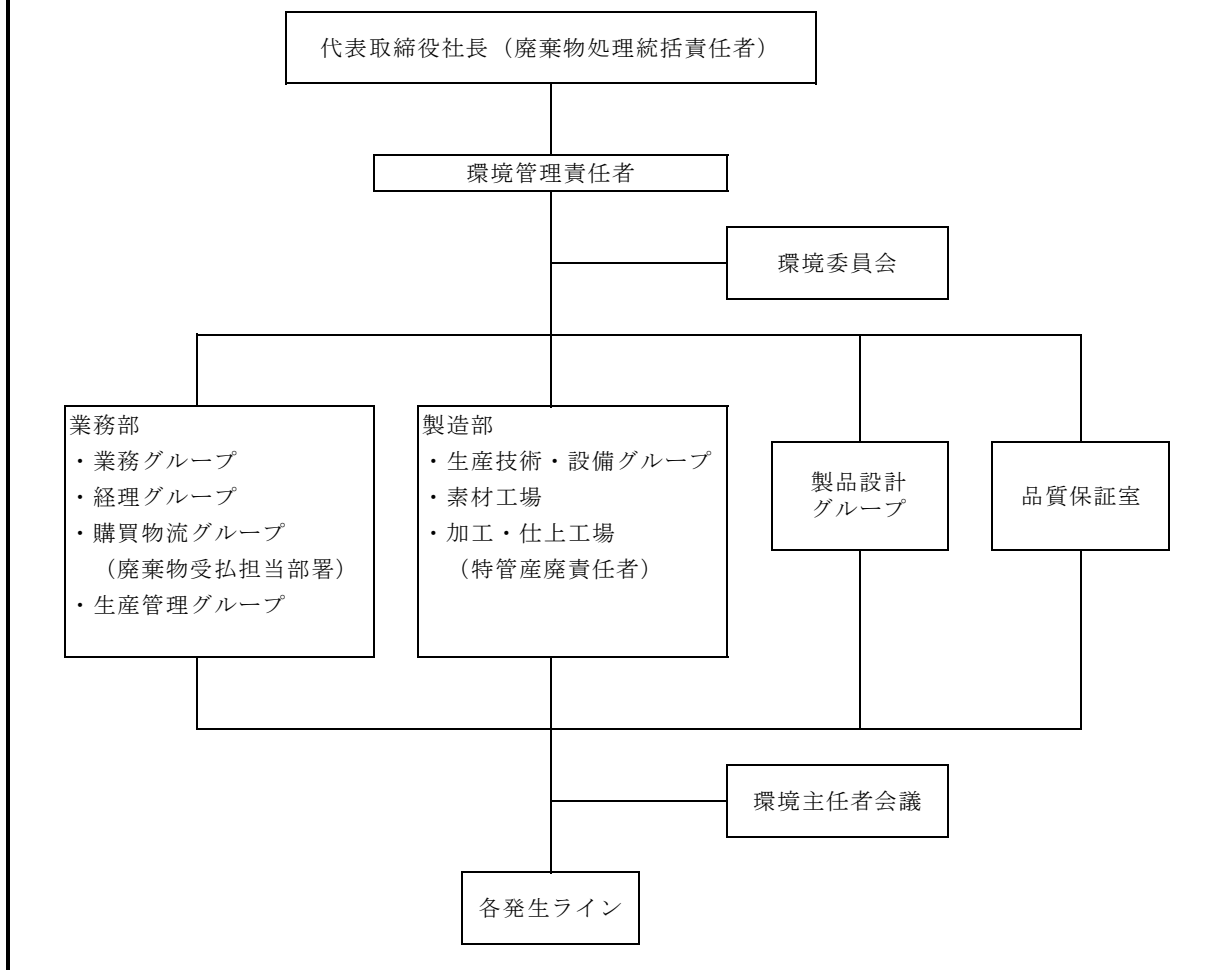 代表取締役社長（廃棄物処理統括責任者）
環境管理責任者
環境委員会
業務部
・業務グループ
・経理グループ
・購買物流グループ
（廃棄物受払担当部署）
・生産管理グループ
製造部
・生産技術・設備グループ
・素材工場
・加工・仕上工場
（特管産廃責任者）
製品設計
グループ
品質保証室
環境主任者会議
各発生ライン